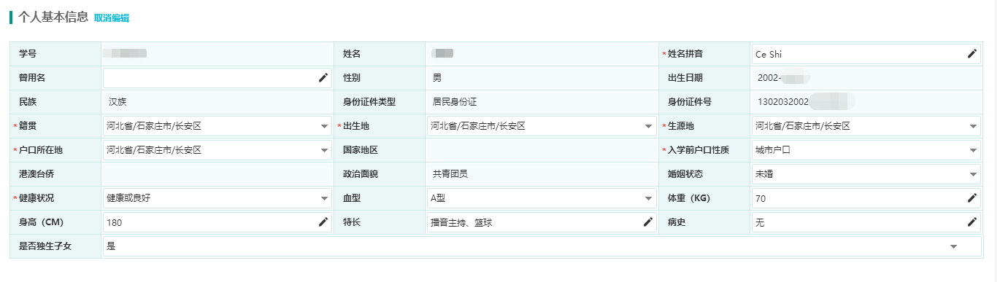 个人基本信息 取消编辑
学号 姓名 *姓名拼音 Ce Shi
曾用名 性别 男 出生日期 2002-
民族 汉族 身份证件类型 居民身份证 身份证件号 1302032002
*籍贯 河北省/石家庄市/长安区 *出生地 河北省/石家庄市/长安区 *生源地 河北省/石家庄市/长安区
*户口所在地 河北省/石家庄市/长安区 国家地区 *入学前户口性质 城市户口
港澳台侨 政治面貌 共青团员 婚姻状态 未婚
*健康状况 健康或良好 血型 A型 体重（KG） 70
身高（CM） 180 特长 播音主持、篮球 病史 无
是否独生子女 是